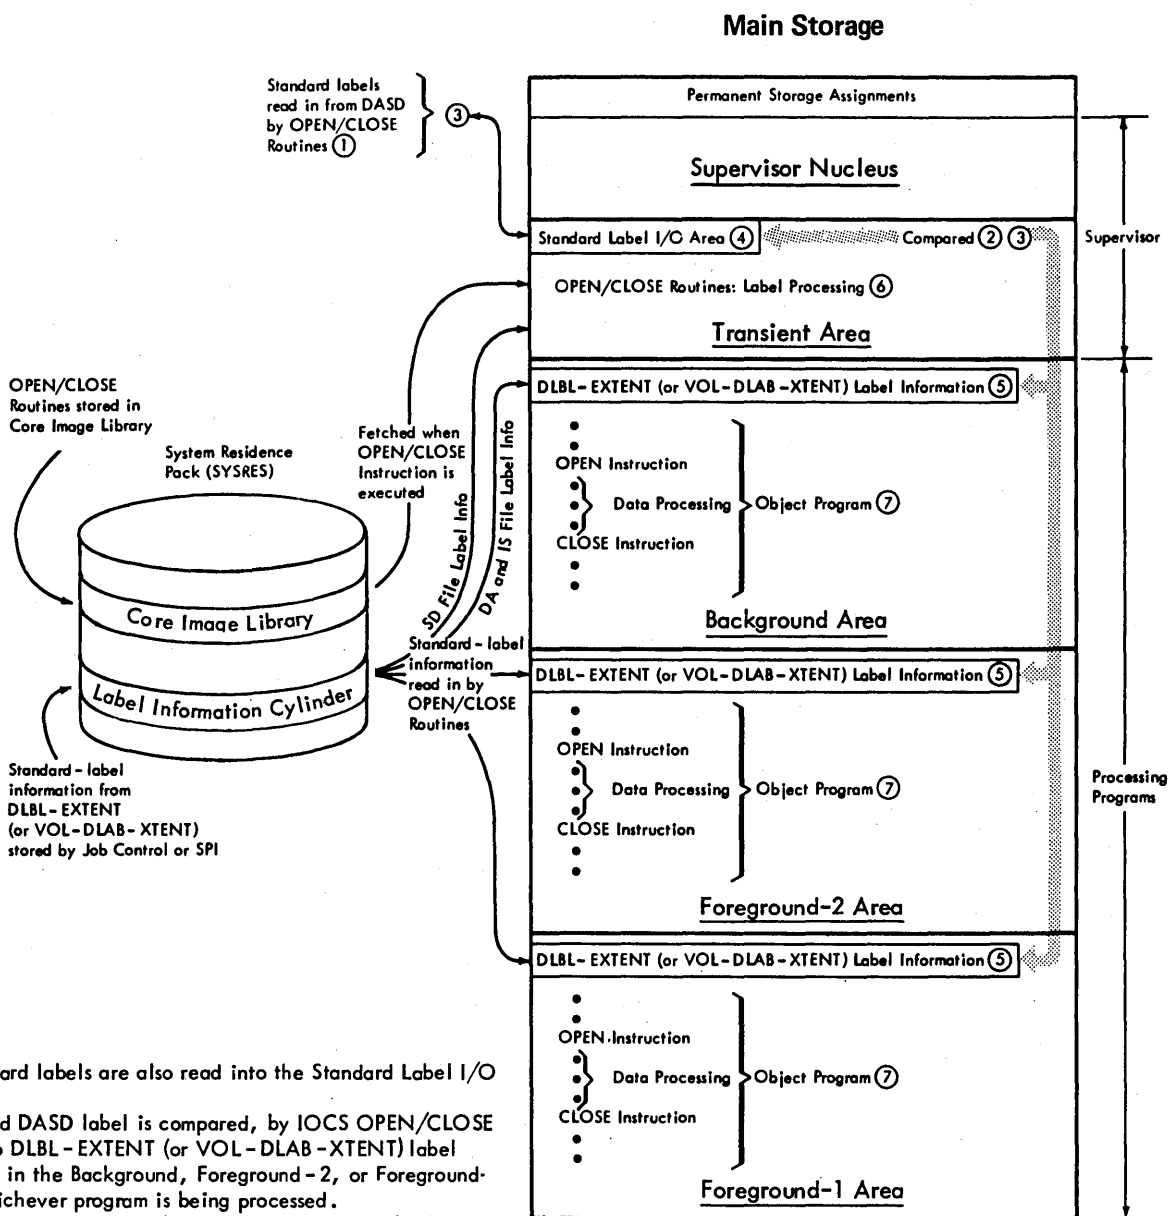 Main Storage
Standard labels
read in from DASD
by OPEN/CLOSE
Routines ①
③
Permanent Storage Assignments
Supervisor Nucleus
Standard Label I/O Area ④
Compared ② ③
Supervisor
OPEN/CLOSE Routines: Label Processing ⑥
Transient Area
OPEN/CLOSE
Routines stored in
Core Image Library
System Residence
Pack (SYSRES)
Fetched when
OPEN/CLOSE
Instruction is
executed
SD File Label Info
DA and IS File Label Info
DLBL-EXTENT (or VOL-DLAB-XTENT) Label Information ⑤
OPEN Instruction
Data Processing
Object Program ⑦
CLOSE Instruction
Background Area
Core Image Library
Label Information Cylinder
Standard-label
information
read in by
OPEN/CLOSE
Routines
Standard-label
information from
DLBL-EXTENT
(or VOL-DLAB-XTENT)
stored by Job Control or SPI
DLBL-EXTENT (or VOL-DLAB-XTENT) Label Information ⑤
OPEN Instruction
Data Processing
Object Program ⑦
CLOSE Instruction
Foreground-2 Area
Processing
Programs
DLBL-EXTENT (or VOL-DLAB-XTENT) Label Information ⑤
OPEN Instruction
Data Processing
Object Program ⑦
CLOSE Instruction
Foreground-1 Area
ard labels are also read into the Standard Label I/O
d DASD label is compared, by IOCS OPEN/CLOSE
o DLBL-EXTENT (or VOL-DLAB-XTENT) label
in the Background, Foreground-2, or Foreground-
ichever program is being processed.